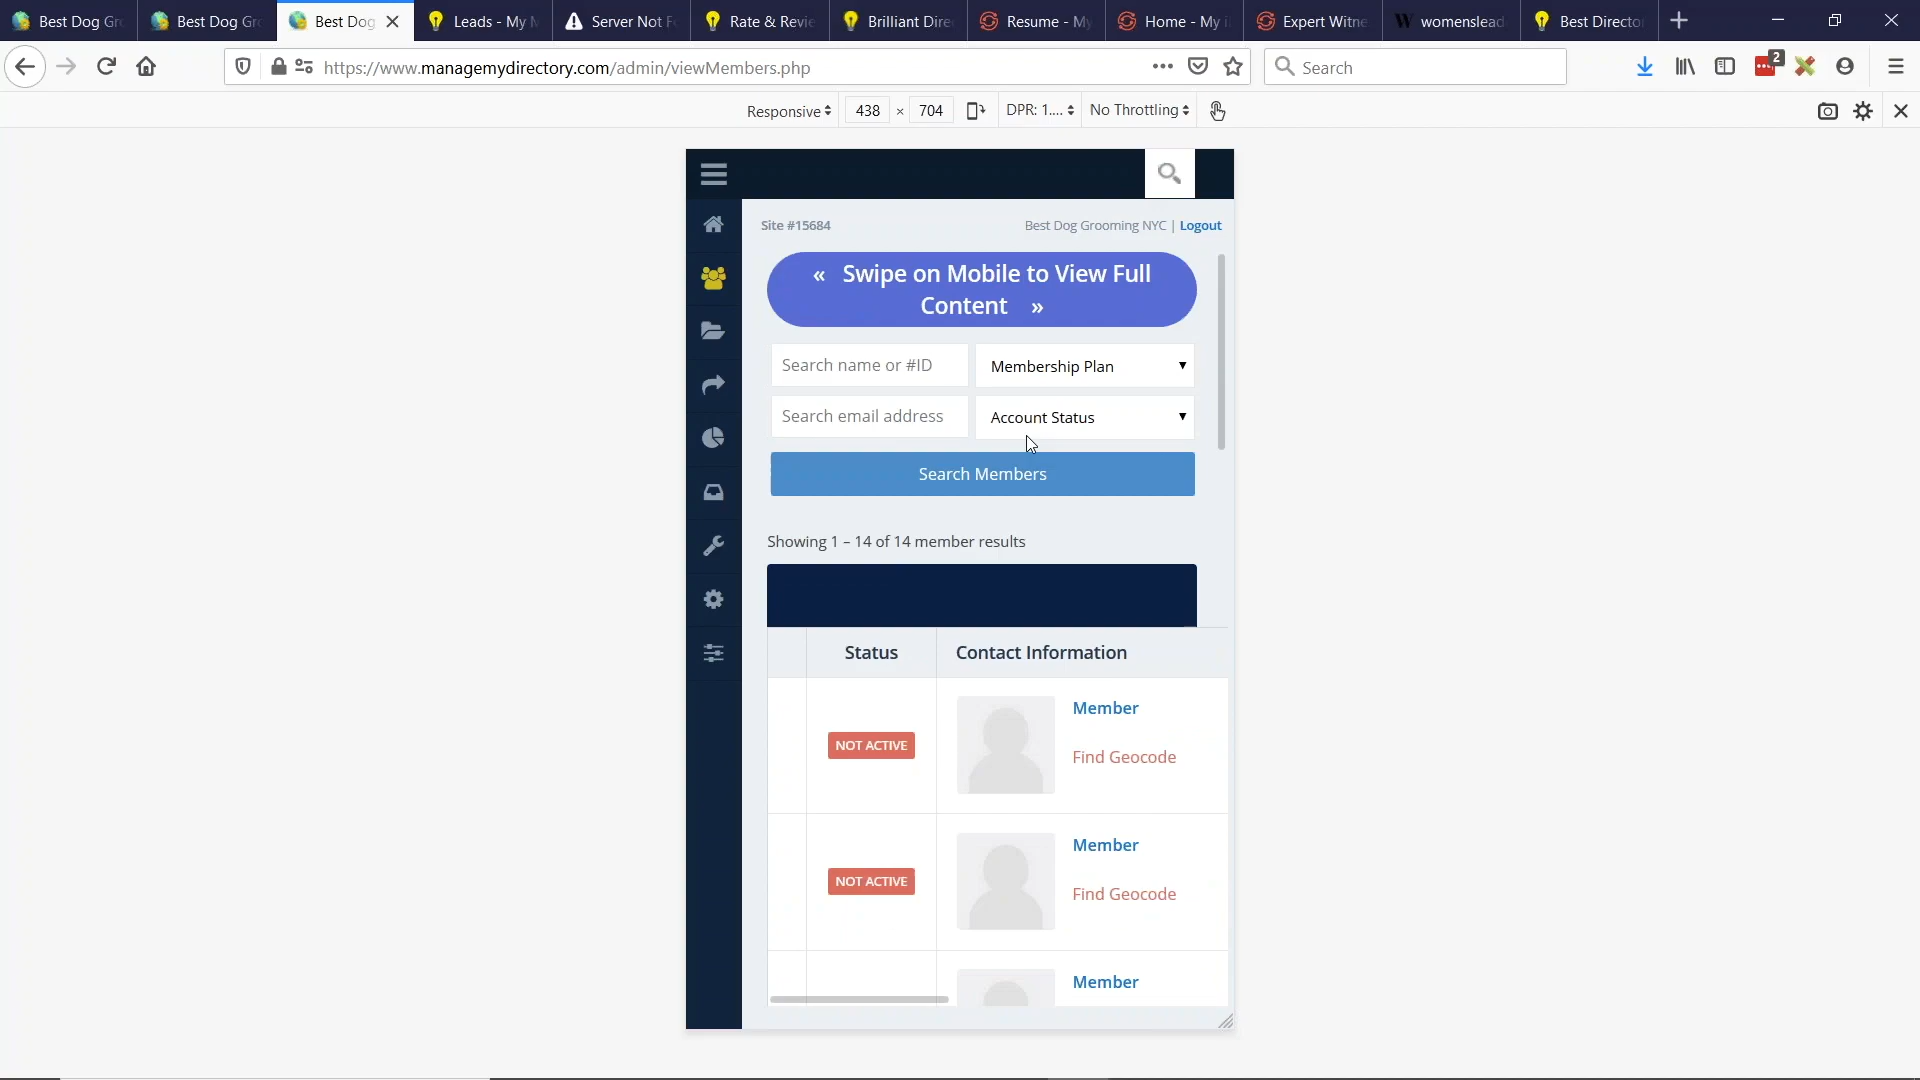 Best Dog Gr
Best Dog Gr
Best Dog
Leads - My M
Server Not F
Rate & Revie
Brilliant Dire
Resume - My
Home - My i
Expert Witne
W womenslead
Best Directo
https://www.managemydirectory.com/admin/viewMembers.php
Search
2
Responsive
438 × 704
DPR: 1....
No Throttling
Site #15684
Best Dog Grooming NYC | Logout
« Swipe on Mobile to View Full
Content »
Search name or #ID
Membership Plan
Search email address
Account Status
Search Members
Showing 1 – 14 of 14 member results
Status
Contact Information
Member
NOT ACTIVE
Find Geocode
Member
NOT ACTIVE
Find Geocode
Member